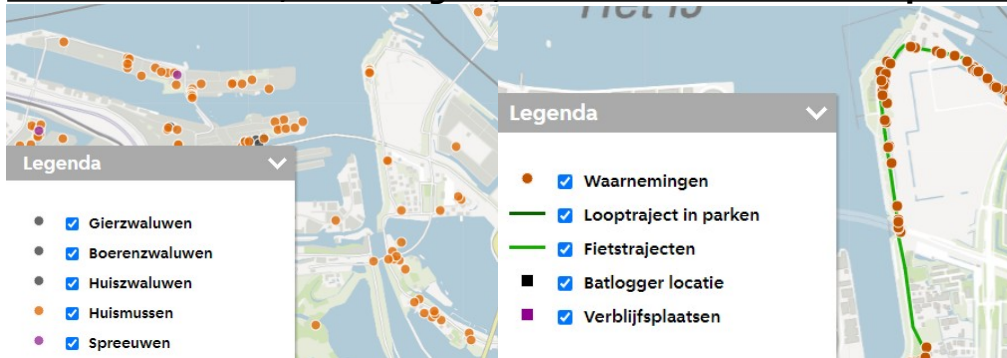 Het IJ
Legenda
Gierzwaluwen
Boerenzwaluwen
Huiszwaluwen
Huismussen
Spreeuwen
Legenda
Waarnemingen
Looptraject in parken
Fietstrajecten
Batlogger locatie
Verblijfsplaatsen